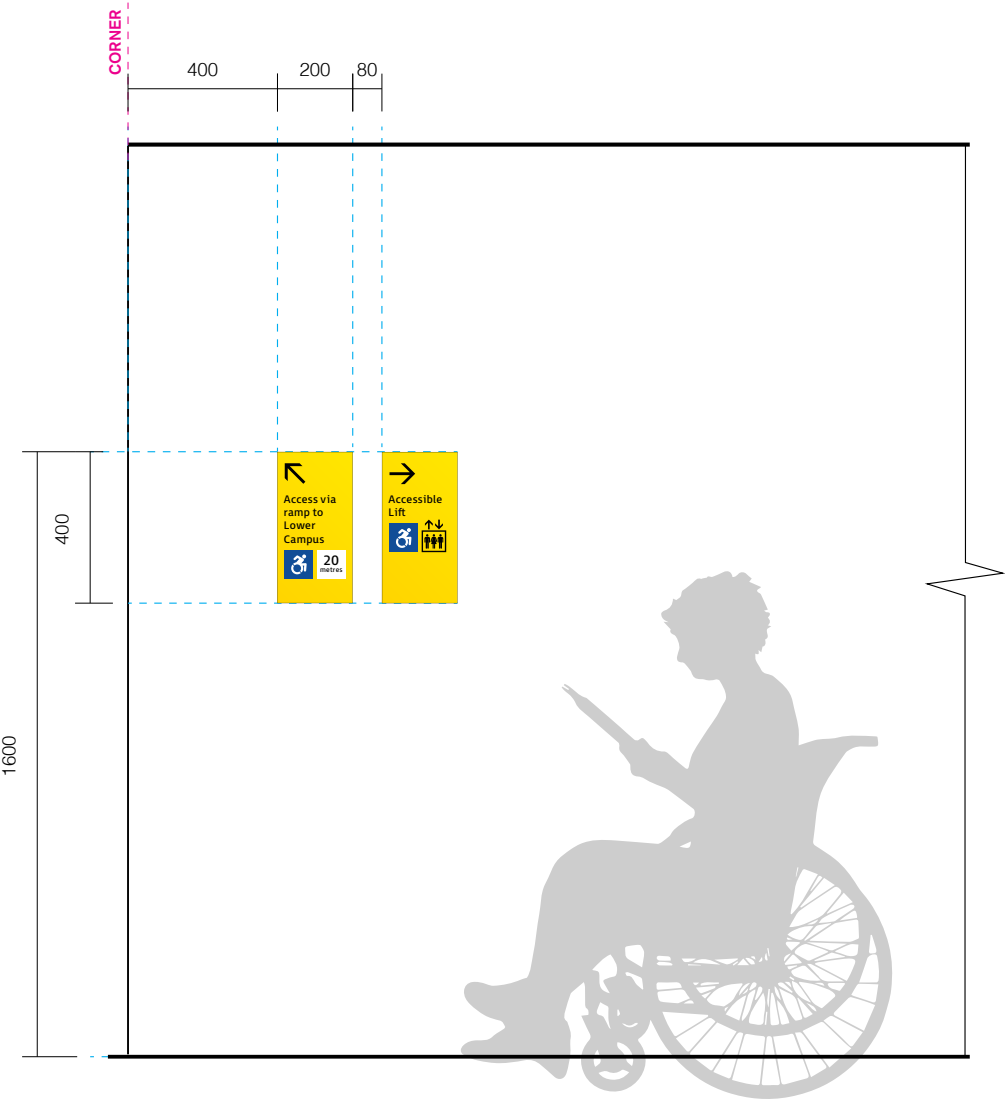 CORNER
400
200
80
Access via
ramp to
Lower
Campus
20
metres
Accessible
Lift
400
1600